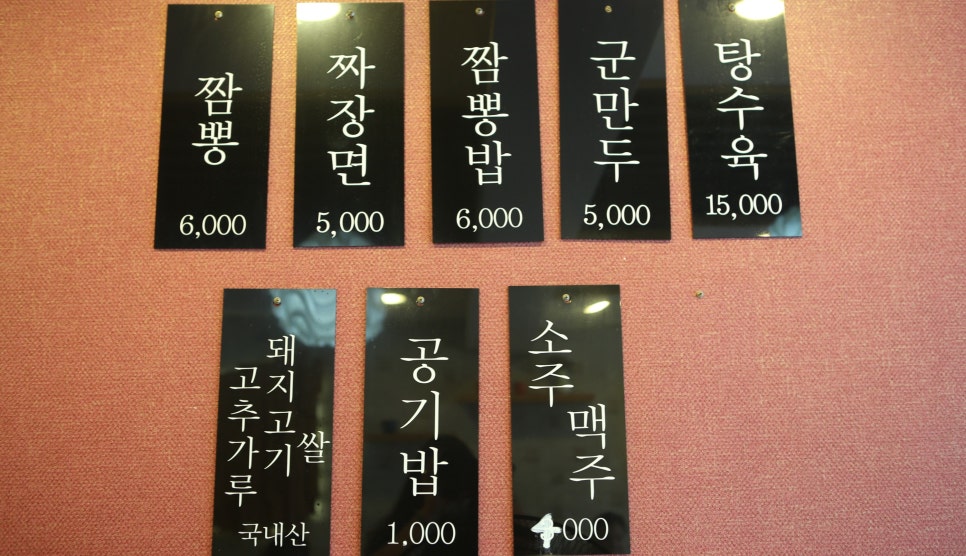 짬뽕
6,000
짜장면
5,000
짬뽕밥
6,000
군만두
5,000
탕수육
15,000
고추가루
돼지고기
쌀
국내산
공기밥
1,000
소주
맥주
4000